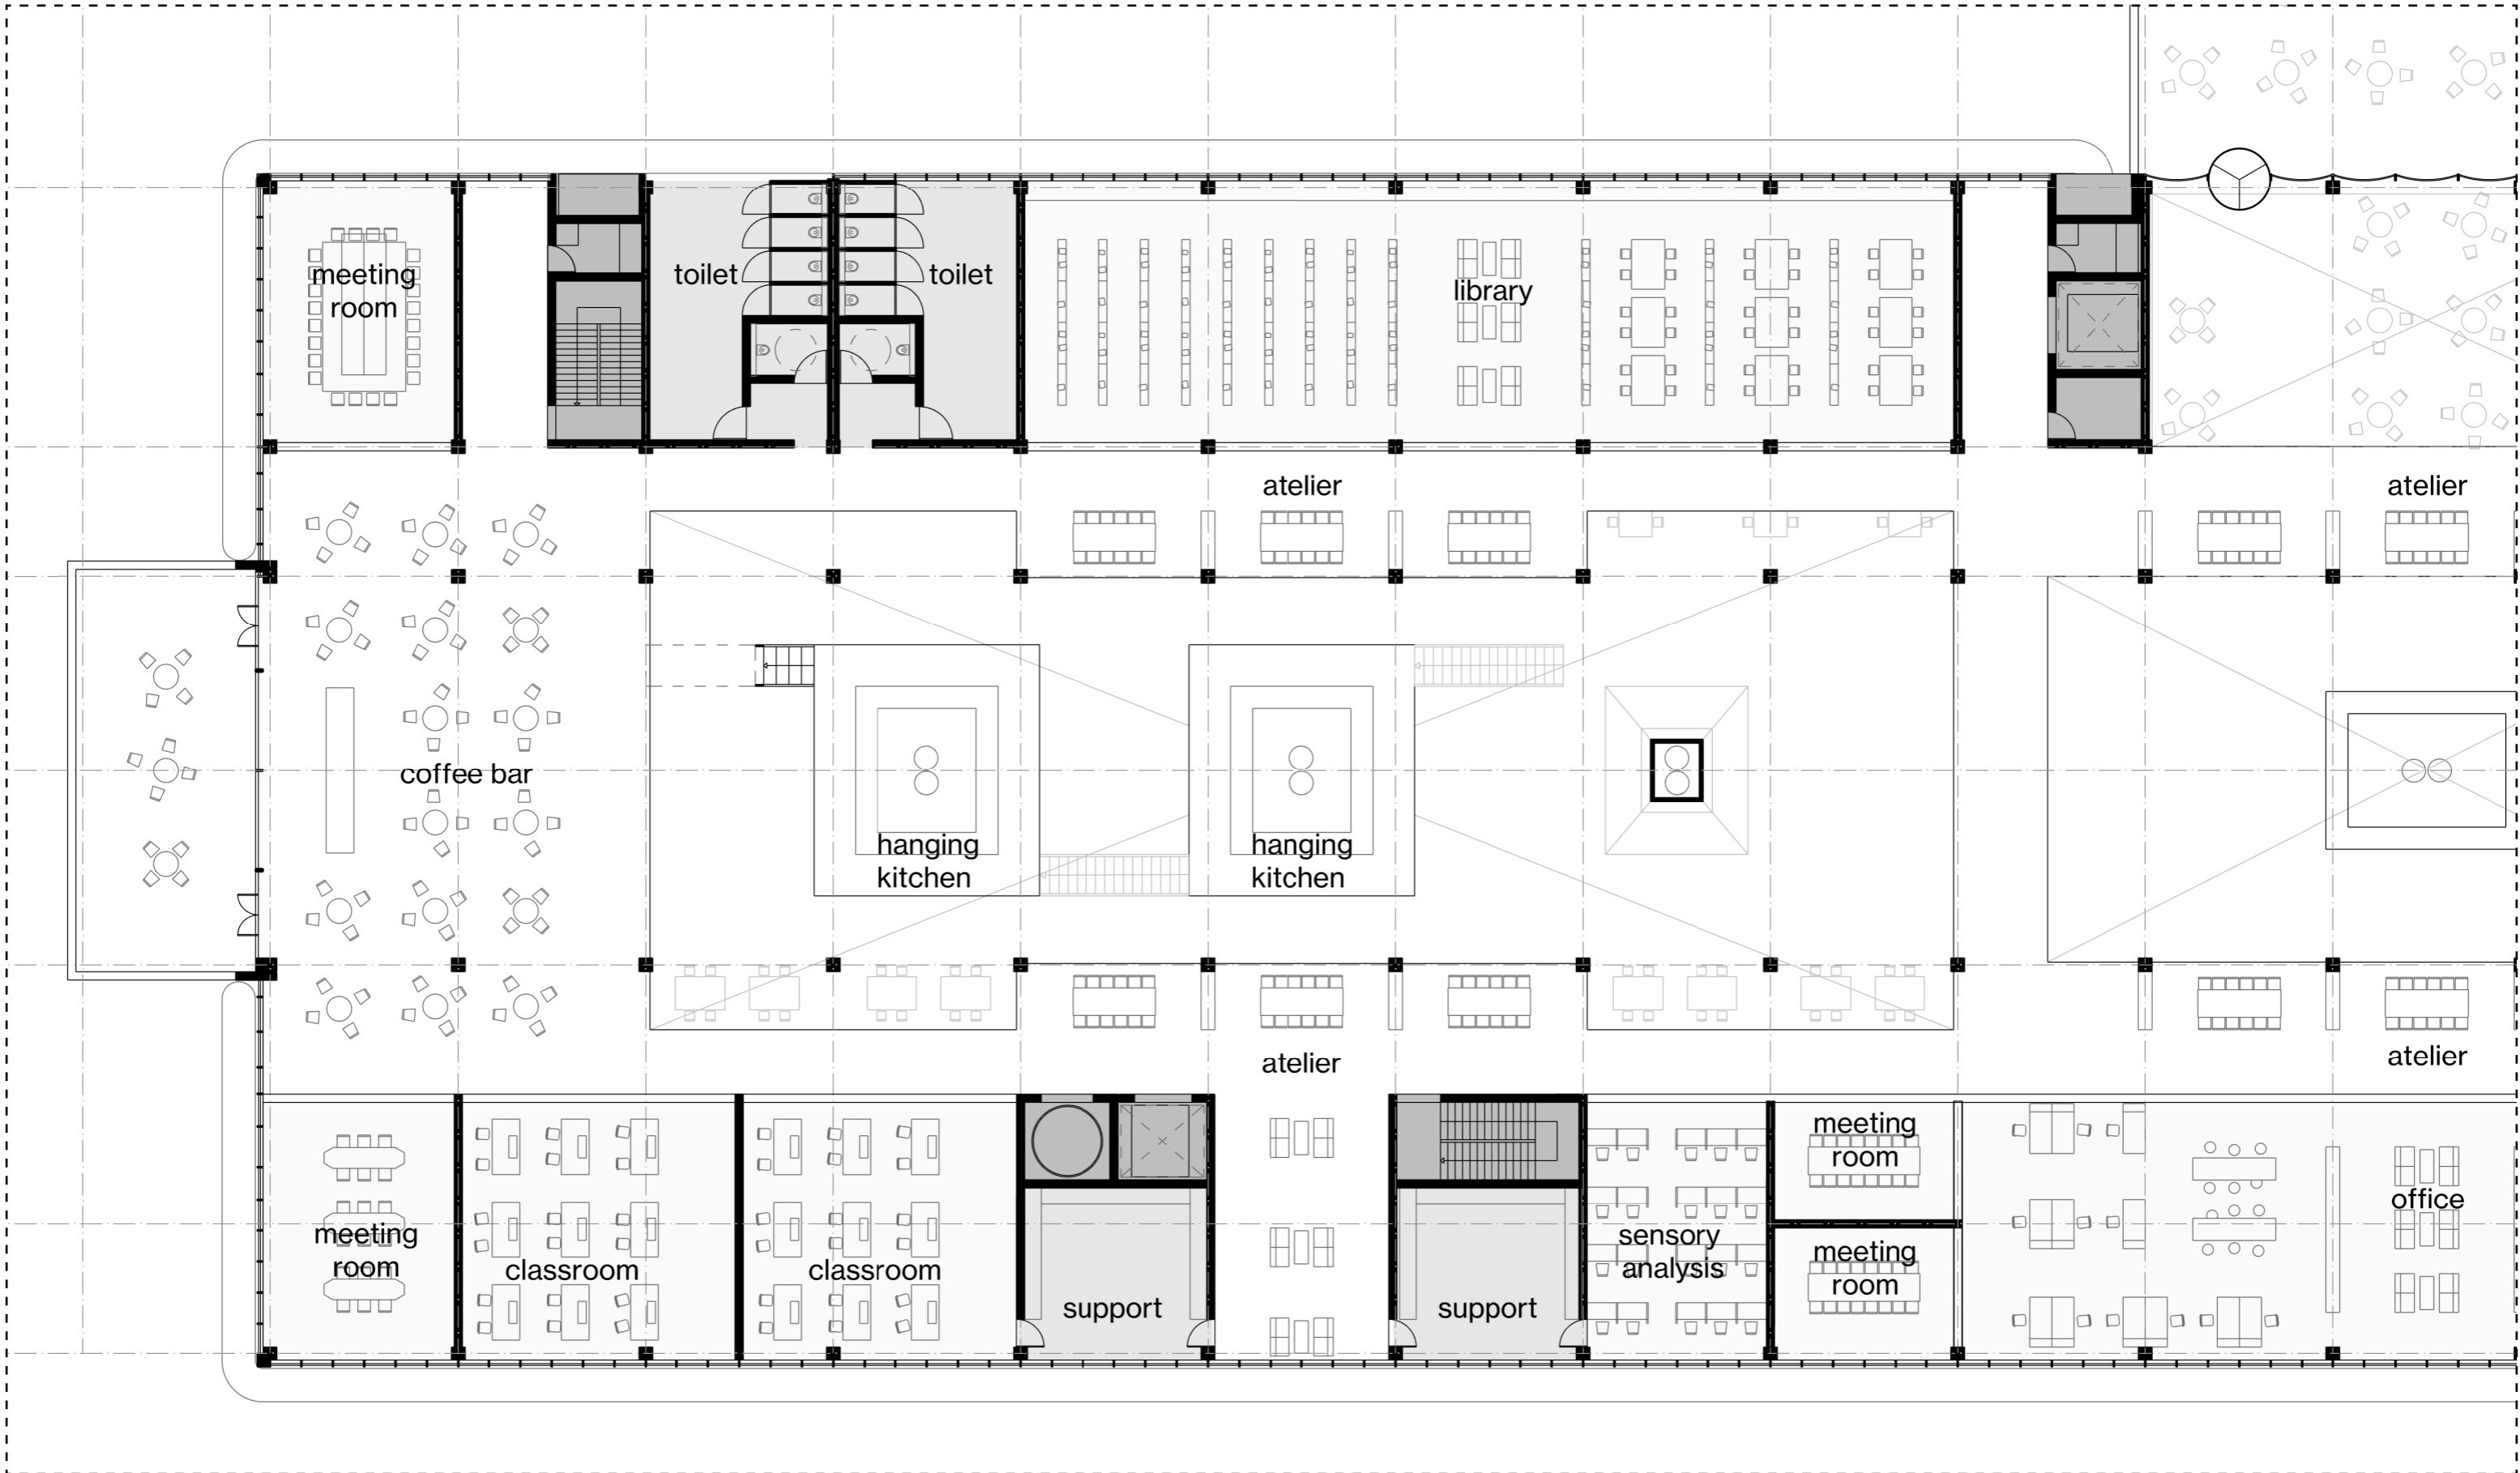 meeting
room
toilet
toilet
library
atelier
atelier
coffee bar
hanging
kitchen
hanging
kitchen
atelier
atelier
meeting
room
classroom
classroom
support
support
sensory
analysis
meeting
room
meeting
room
office